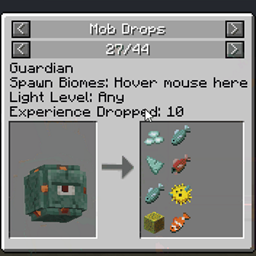 Mob Drops
27/44
Guardian
Spawn Biomes: Hover mouse here
Light Level: Any
Experience Dropped: 10